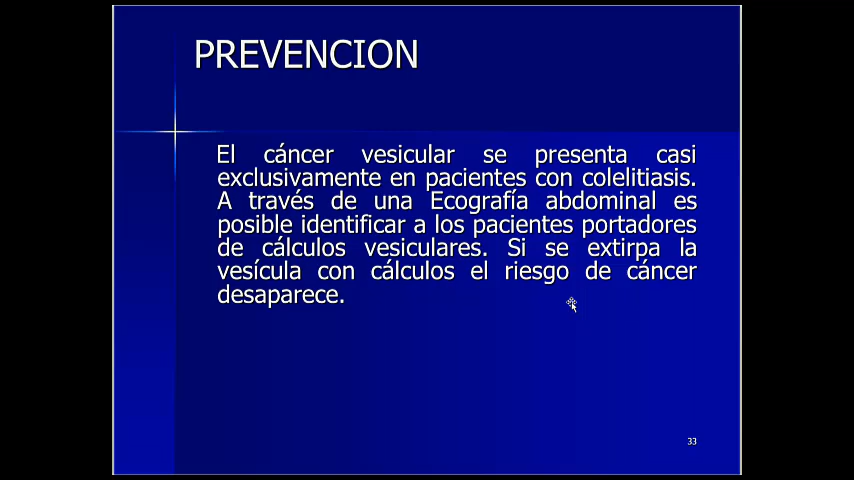 PREVENCION
El cáncer vesicular se presenta casi
exclusivamente en pacientes con colelitiasis.
A través de una Ecografía abdominal es
posible identificar a los pacientes portadores
de cálculos vesiculares. Si se extirpa la
vesícula con cálculos el riesgo de cáncer
desaparece.
33